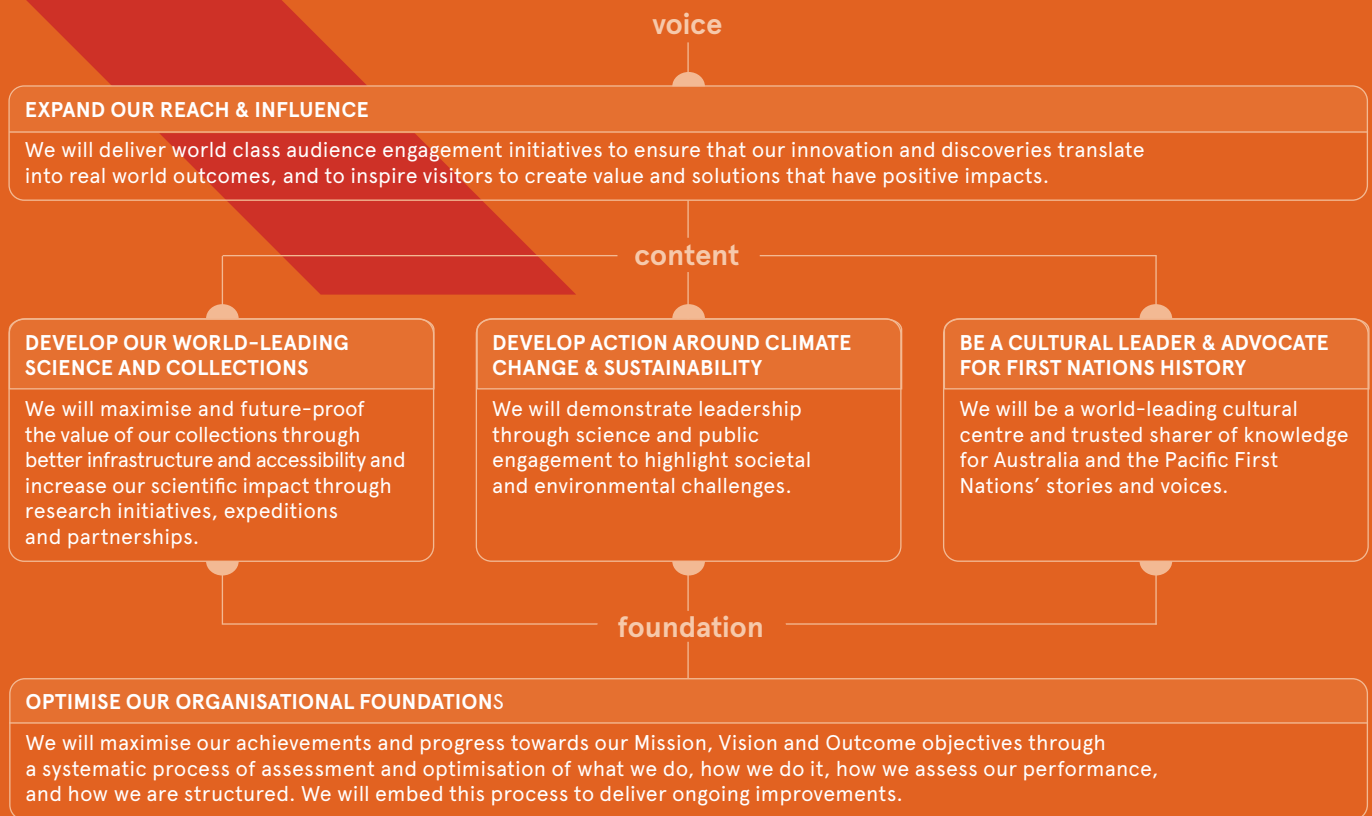 voice
EXPAND OUR REACH & INFLUENCE
We will deliver world class audience engagement initiatives to ensure that our innovation and discoveries translate
into real world outcomes, and to inspire visitors to create value and solutions that have positive impacts.
content
DEVELOP OUR WORLD-LEADING
SCIENCE AND COLLECTIONS
We will maximise and future-proof
the value of our collections through
better infrastructure and accessibility and
increase our scientific impact through
research initiatives, expeditions
and partnerships.
DEVELOP ACTION AROUND CLIMATE
CHANGE & SUSTAINABILITY
We will demonstrate leadership
through science and public
engagement to highlight societal
and environmental challenges.
BE A CULTURAL LEADER & ADVOCATE
FOR FIRST NATIONS HISTORY
We will be a world-leading cultural
centre and trusted sharer of knowledge
for Australia and the Pacific First
Nations’ stories and voices.
foundation
OPTIMISE OUR ORGANISATIONAL FOUNDATIONS
We will maximise our achievements and progress towards our Mission, Vision and Outcome objectives through
a systematic process of assessment and optimisation of what we do, how we do it, how we assess our performance,
and how we are structured. We will embed this process to deliver ongoing improvements.